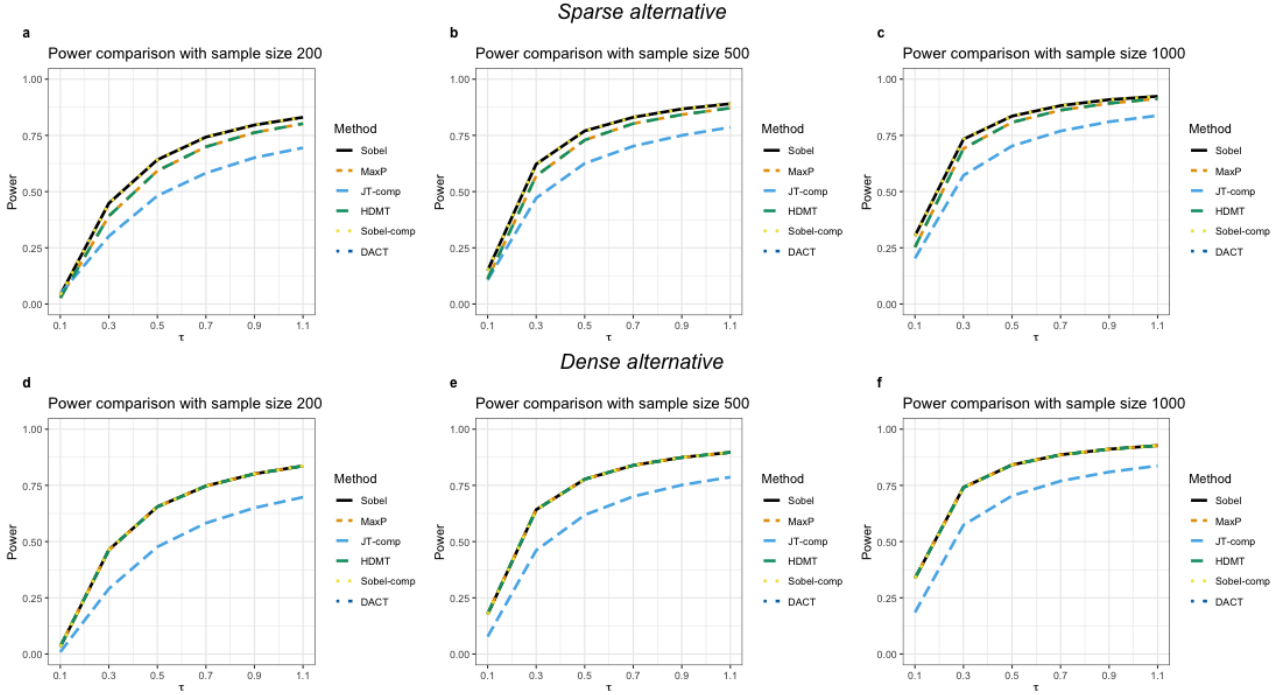 Sparse alternative
a
Power comparison with sample size 200
1.00
0.75
0.50
0.25
0.00
Power
0.1 0.3 0.5 0.7 0.9 1.1
τ
Method
Sobel
MaxP
JT-comp
HDMT
Sobel-comp
DACT
b
Power comparison with sample size 500
1.00
0.75
0.50
0.25
0.00
Power
0.1 0.3 0.5 0.7 0.9 1.1
τ
Method
Sobel
MaxP
JT-comp
HDMT
Sobel-comp
DACT
c
Power comparison with sample size 1000
1.00
0.75
0.50
0.25
0.00
Power
0.1 0.3 0.5 0.7 0.9 1.1
τ
Method
Sobel
MaxP
JT-comp
HDMT
Sobel-comp
DACT
Dense alternative
d
Power comparison with sample size 200
1.00
0.75
0.50
0.25
0.00
Power
0.1 0.3 0.5 0.7 0.9 1.1
τ
Method
Sobel
MaxP
JT-comp
HDMT
Sobel-comp
DACT
e
Power comparison with sample size 500
1.00
0.75
0.50
0.25
0.00
Power
0.1 0.3 0.5 0.7 0.9 1.1
τ
Method
Sobel
MaxP
JT-comp
HDMT
Sobel-comp
DACT
f
Power comparison with sample size 1000
1.00
0.75
0.50
0.25
0.00
Power
0.1 0.3 0.5 0.7 0.9 1.1
τ
Method
Sobel
MaxP
JT-comp
HDMT
Sobel-comp
DACT